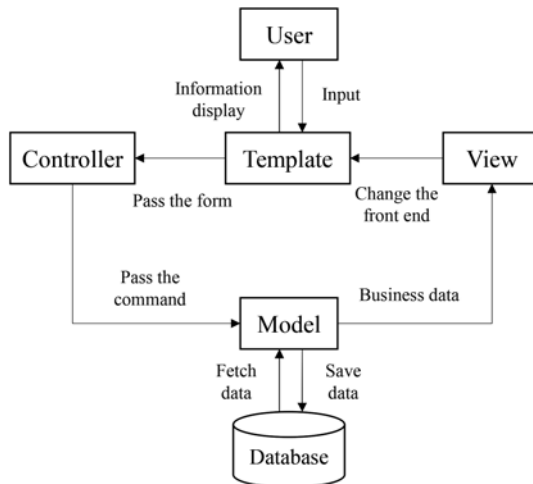 User
Information
display
Input
Controller
Template
View
Pass the form
Change the
front end
Pass the
command
Business data
Model
Fetch
data
Save
data
Database